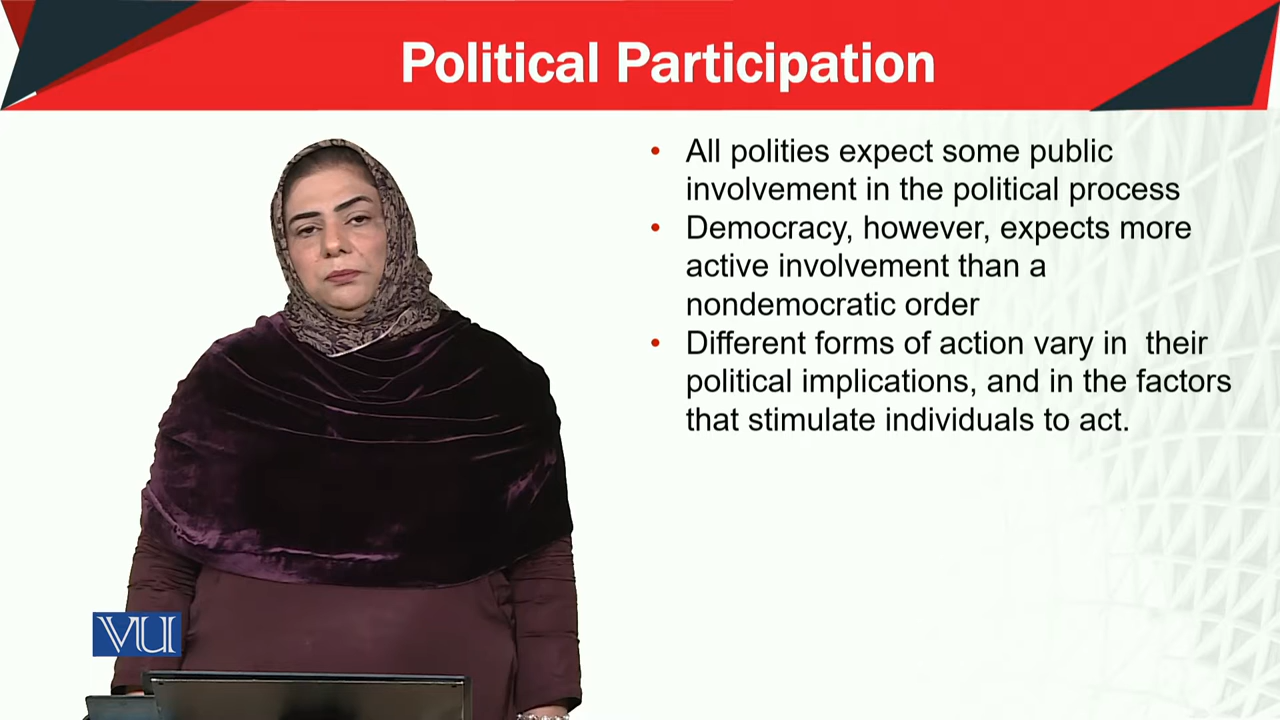 Political Participation
• All polities expect some public
involvement in the political process
• Democracy, however, expects more
active involvement than a
nondemocratic order
• Different forms of action vary in  their
political implications, and in the factors
that stimulate individuals to act.
VU